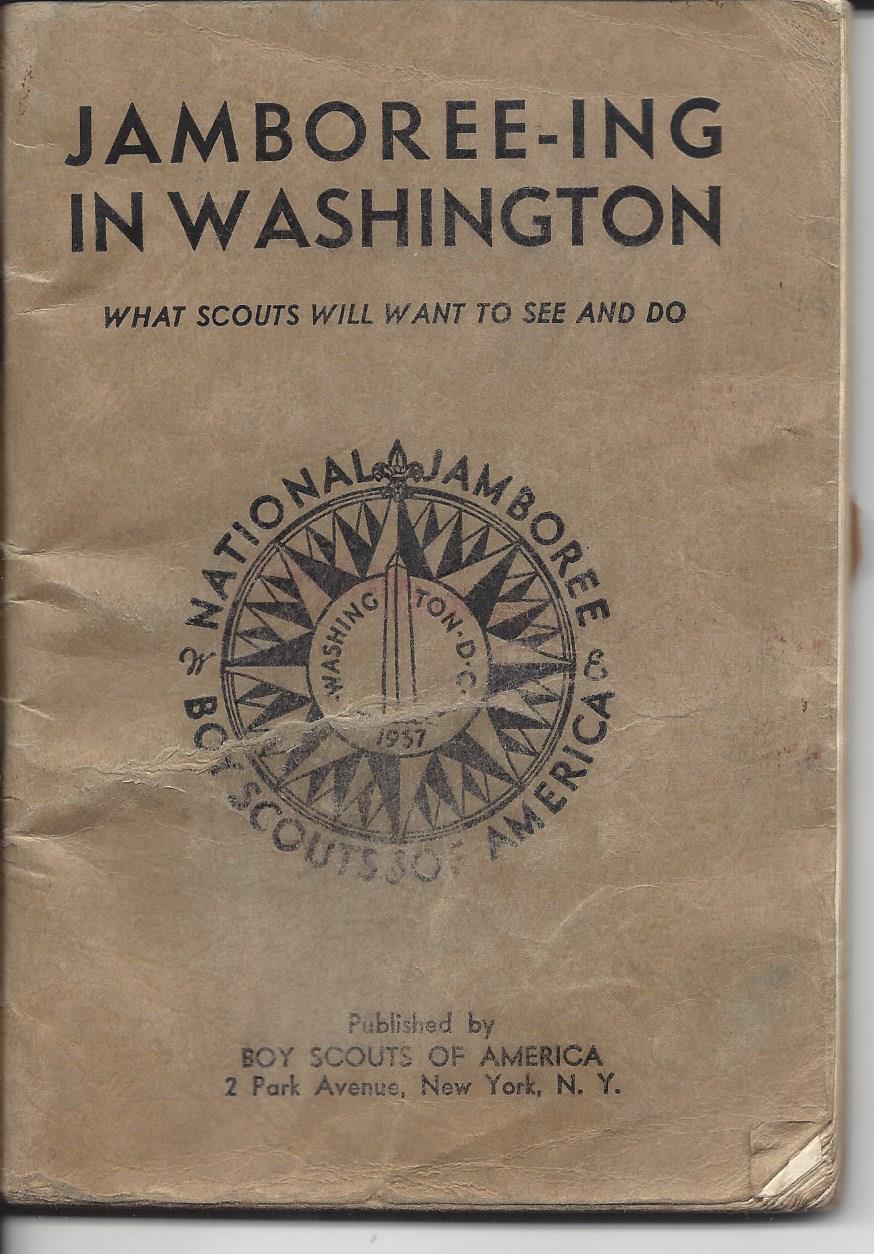 JAMBOREE-ING
IN WASHINGTON
WHAT SCOUTS WILL WANT TO SEE AND DO
NATIONAL JAMBOREE
WASHINGTON·D·C·
1937
BOY SCOUTS OF AMERICA
Published by
BOY SCOUTS OF AMERICA
2 Park Avenue, New York, N. Y.